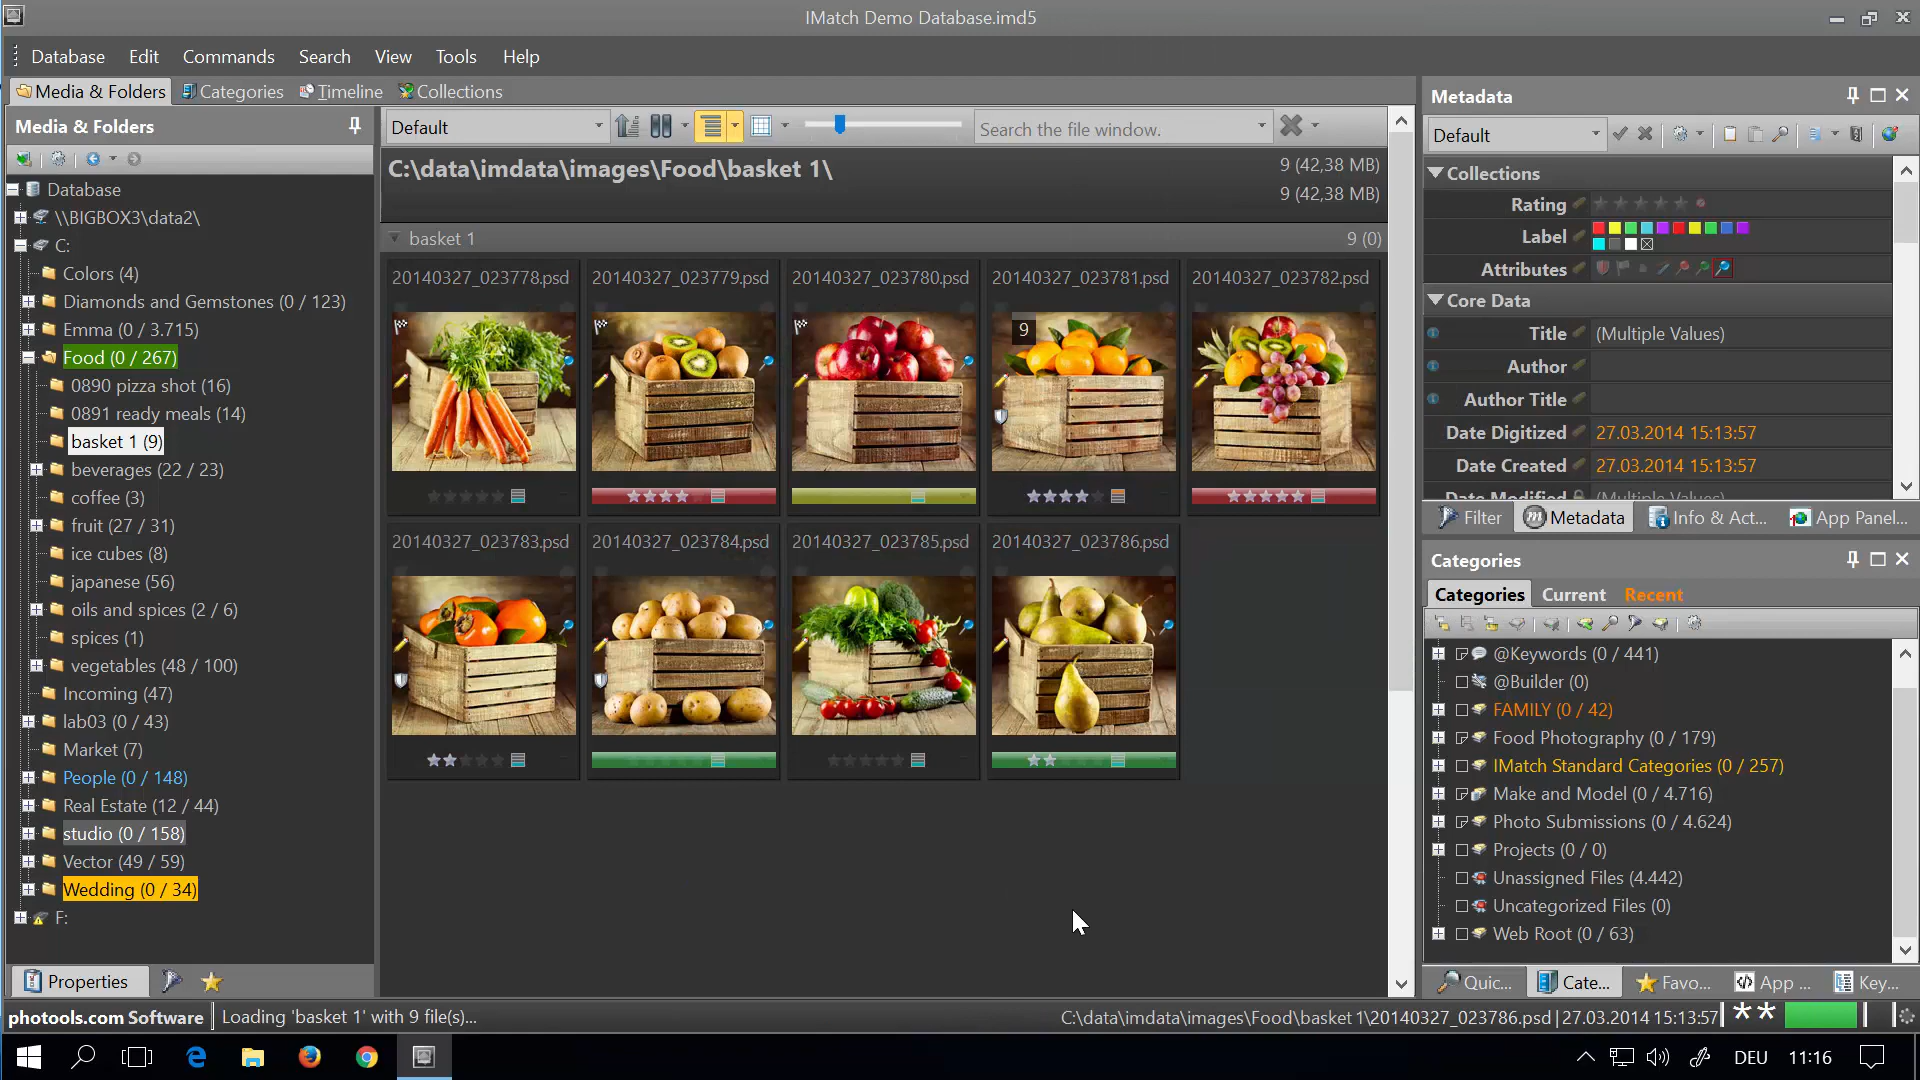 IMatch Demo Database.imd5
Database Edit Commands Search View Tools Help
Media & Folders Categories Timeline Collections
Media & Folders
Database
\\BIGBOX3\data2\
C:
Colors (4)
Diamonds and Gemstones (0 / 123)
Emma (0 / 3.715)
Food (0 / 267)
0890 pizza shot (16)
0891 ready meals (14)
basket 1 (9)
beverages (22 / 23)
coffee (3)
fruit (27 / 31)
ice cubes (8)
japanese (56)
oils and spices (2 / 6)
spices (1)
vegetables (48 / 100)
Incoming (47)
lab03 (0 / 43)
Market (7)
People (0 / 148)
Real Estate (12 / 44)
studio (0 / 158)
Vector (49 / 59)
Wedding (0 / 34)
F:
Properties
Default
Search the file window.
C:\data\imdata\images\Food\basket 1\
9 (42,38 MB)
9 (42,38 MB)
basket 1 9 (0)
20140327_023778.psd 20140327_023779.psd 20140327_023780.psd 20140327_023781.psd 20140327_023782.psd
9
20140327_023783.psd 20140327_023784.psd 20140327_023785.psd 20140327_023786.psd
Metadata
Default
Collections
Rating
Label
Attributes
Core Data
Title (Multiple Values)
Author
Author Title
Date Digitized 27.03.2014 15:13:57
Date Created 27.03.2014 15:13:57
Date Modified (Multiple Values)
Filter Metadata Info & Act... App Panel...
Categories
Categories Current Recent
@Keywords (0 / 441)
@Builder (0)
FAMILY (0 / 42)
Food Photography (0 / 179)
IMatch Standard Categories (0 / 257)
Make and Model (0 / 4.716)
Photo Submissions (0 / 4.624)
Projects (0 / 0)
Unassigned Files (4.442)
Uncategorized Files (0)
Web Root (0 / 63)
Quic... Cate... Favo... App ... Key...
photools.com Software Loading 'basket 1' with 9 file(s)...
C:\data\imdata\images\Food\basket 1\20140327_023786.psd | 27.03.2014 15:13:57 **
DEU 11:16